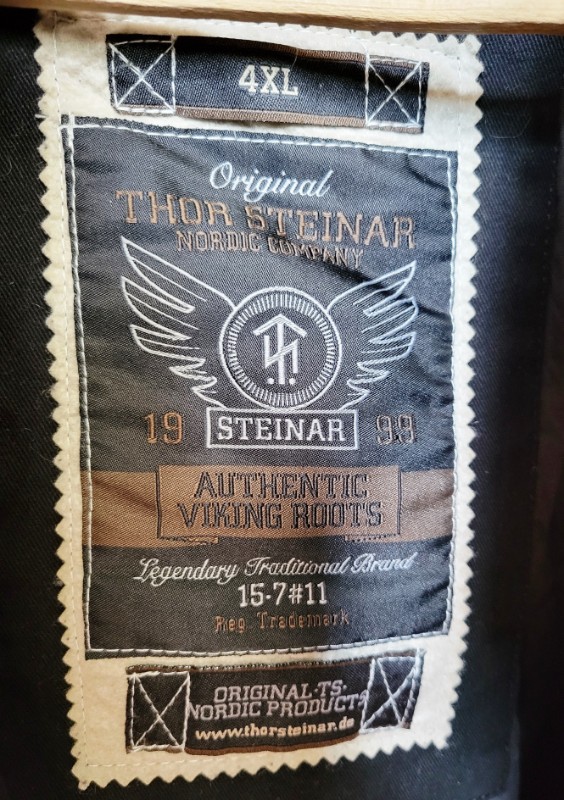 4XL
Original
THOR STEINAR
NORDIC COMPANY
19 STEINAR 99
AUTHENTIC
VIKING ROOTS
Legendary Traditional Brand
15-7#11
Reg. Trademark
ORIGINAL·TS·
NORDIC PRODUCTS
www.thorsteinar.de